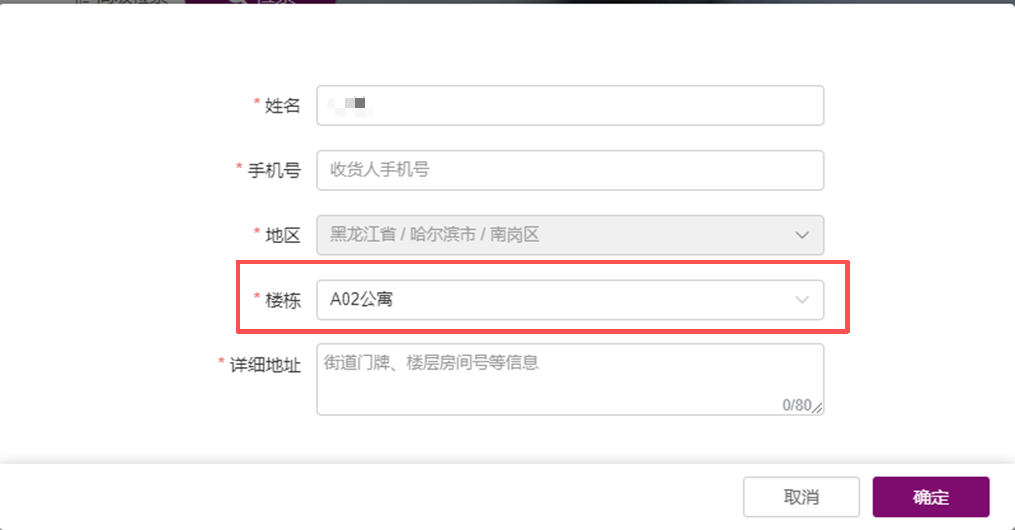 * 姓名
* 手机号 收货人手机号
* 地区 黑龙江省 / 哈尔滨市 / 南岗区
* 楼栋 A02公寓
* 详细地址 街道门牌、楼层房间号等信息
0/80
取消 确定